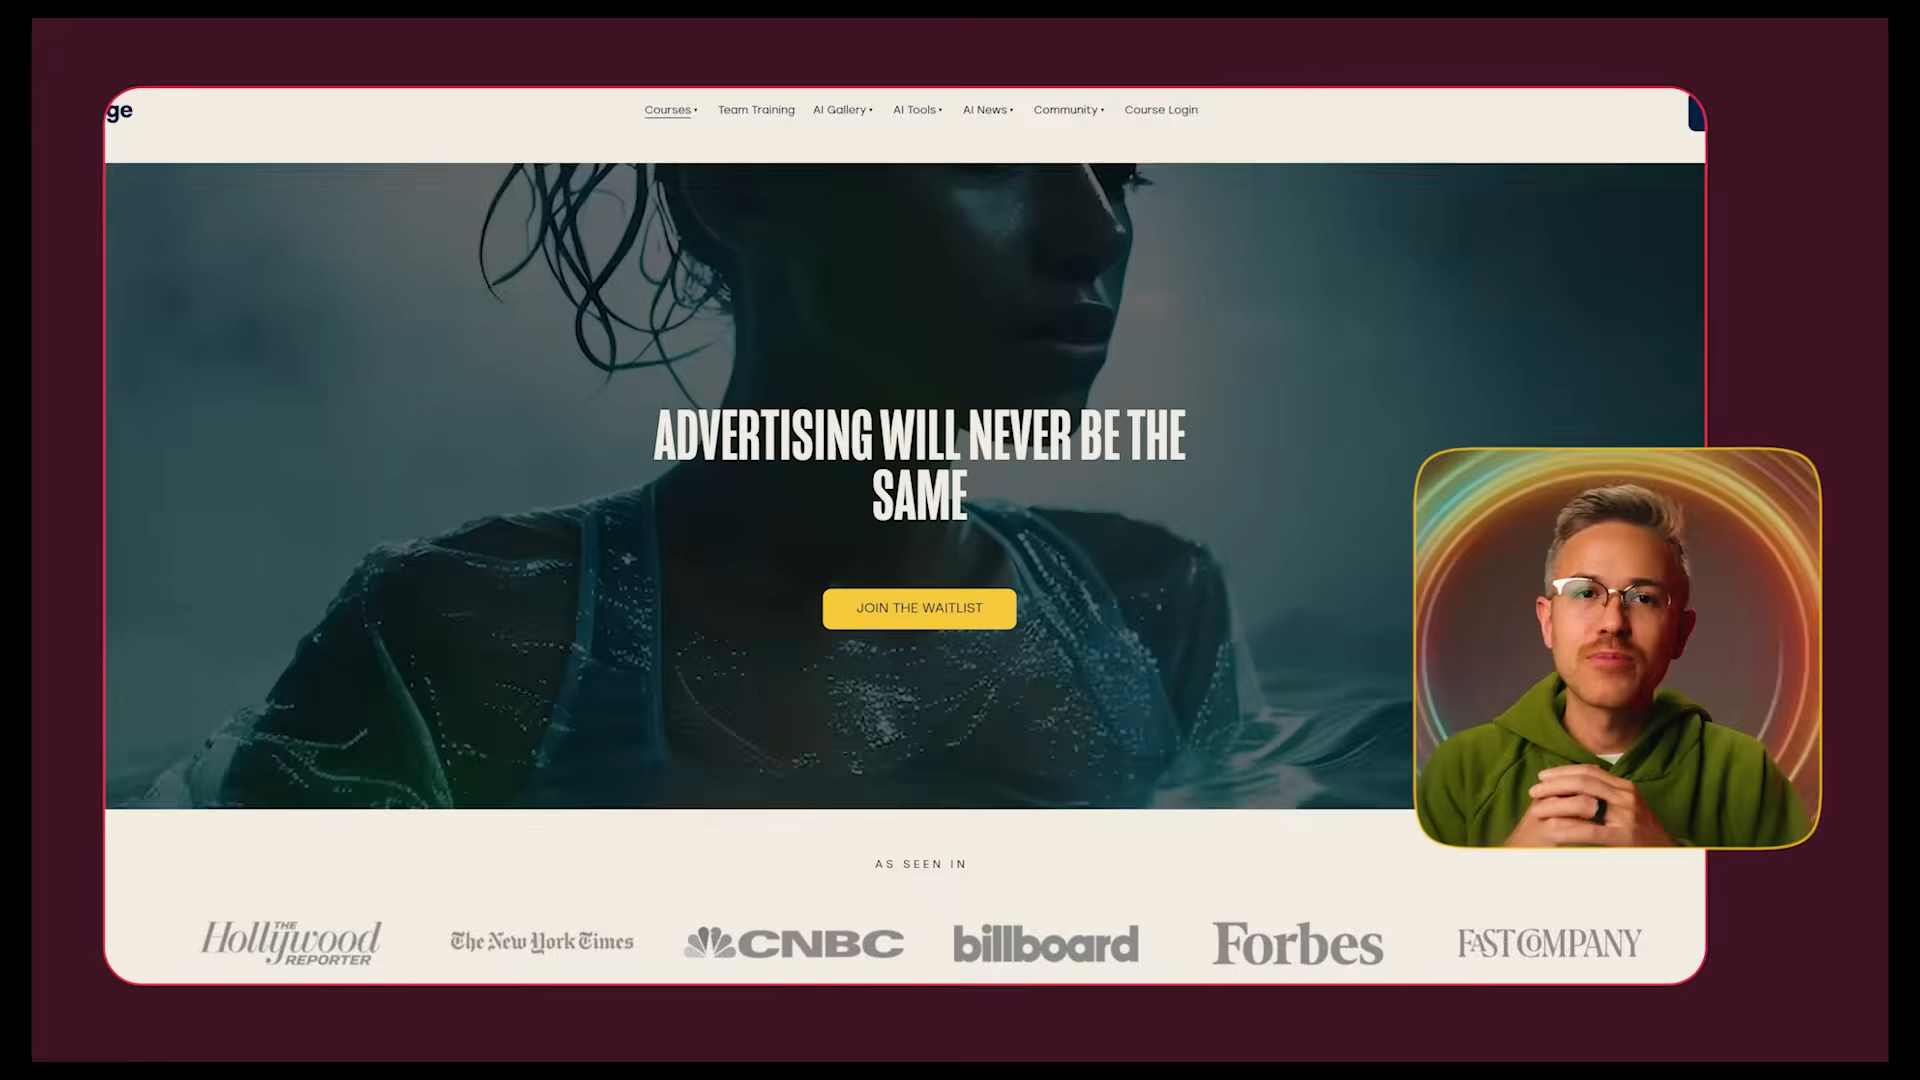 ge
Courses Team Training AI Gallery AI Tools AI News Community Course Login
ADVERTISING WILL NEVER BE THE
SAME
JOIN THE WAITLIST
AS SEEN IN
THE Hollywood REPORTER
The New York Times
CNBC
billboard
Forbes
FAST COMPANY